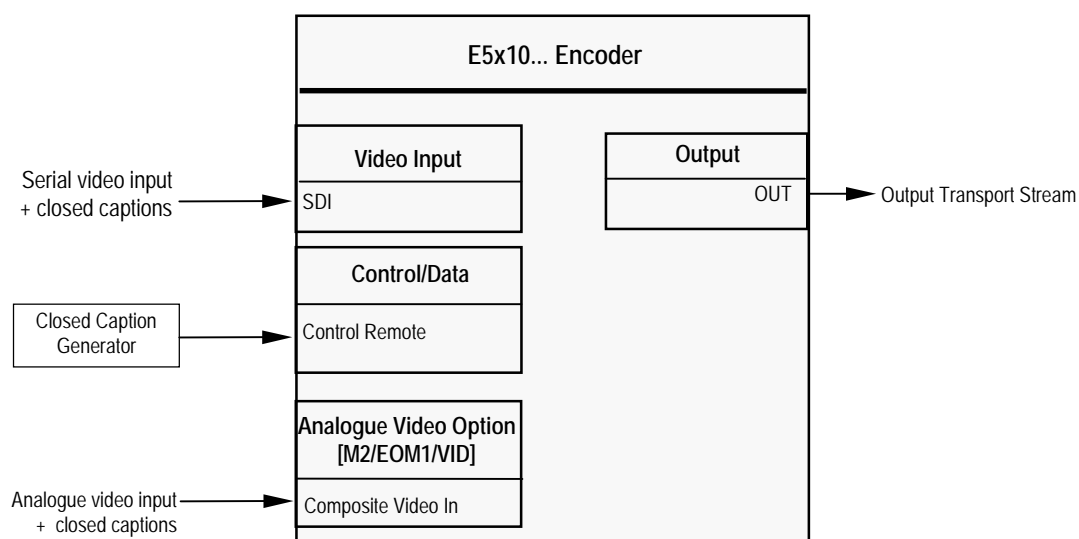 E5x10... Encoder
Video Input
SDI
Serial video input
+ closed captions
Output
OUT
Output Transport Stream
Control/Data
Control Remote
Closed Caption
Generator
Analogue Video Option
[M2/EOM1/VID]
Composite Video In
Analogue video input
+ closed captions